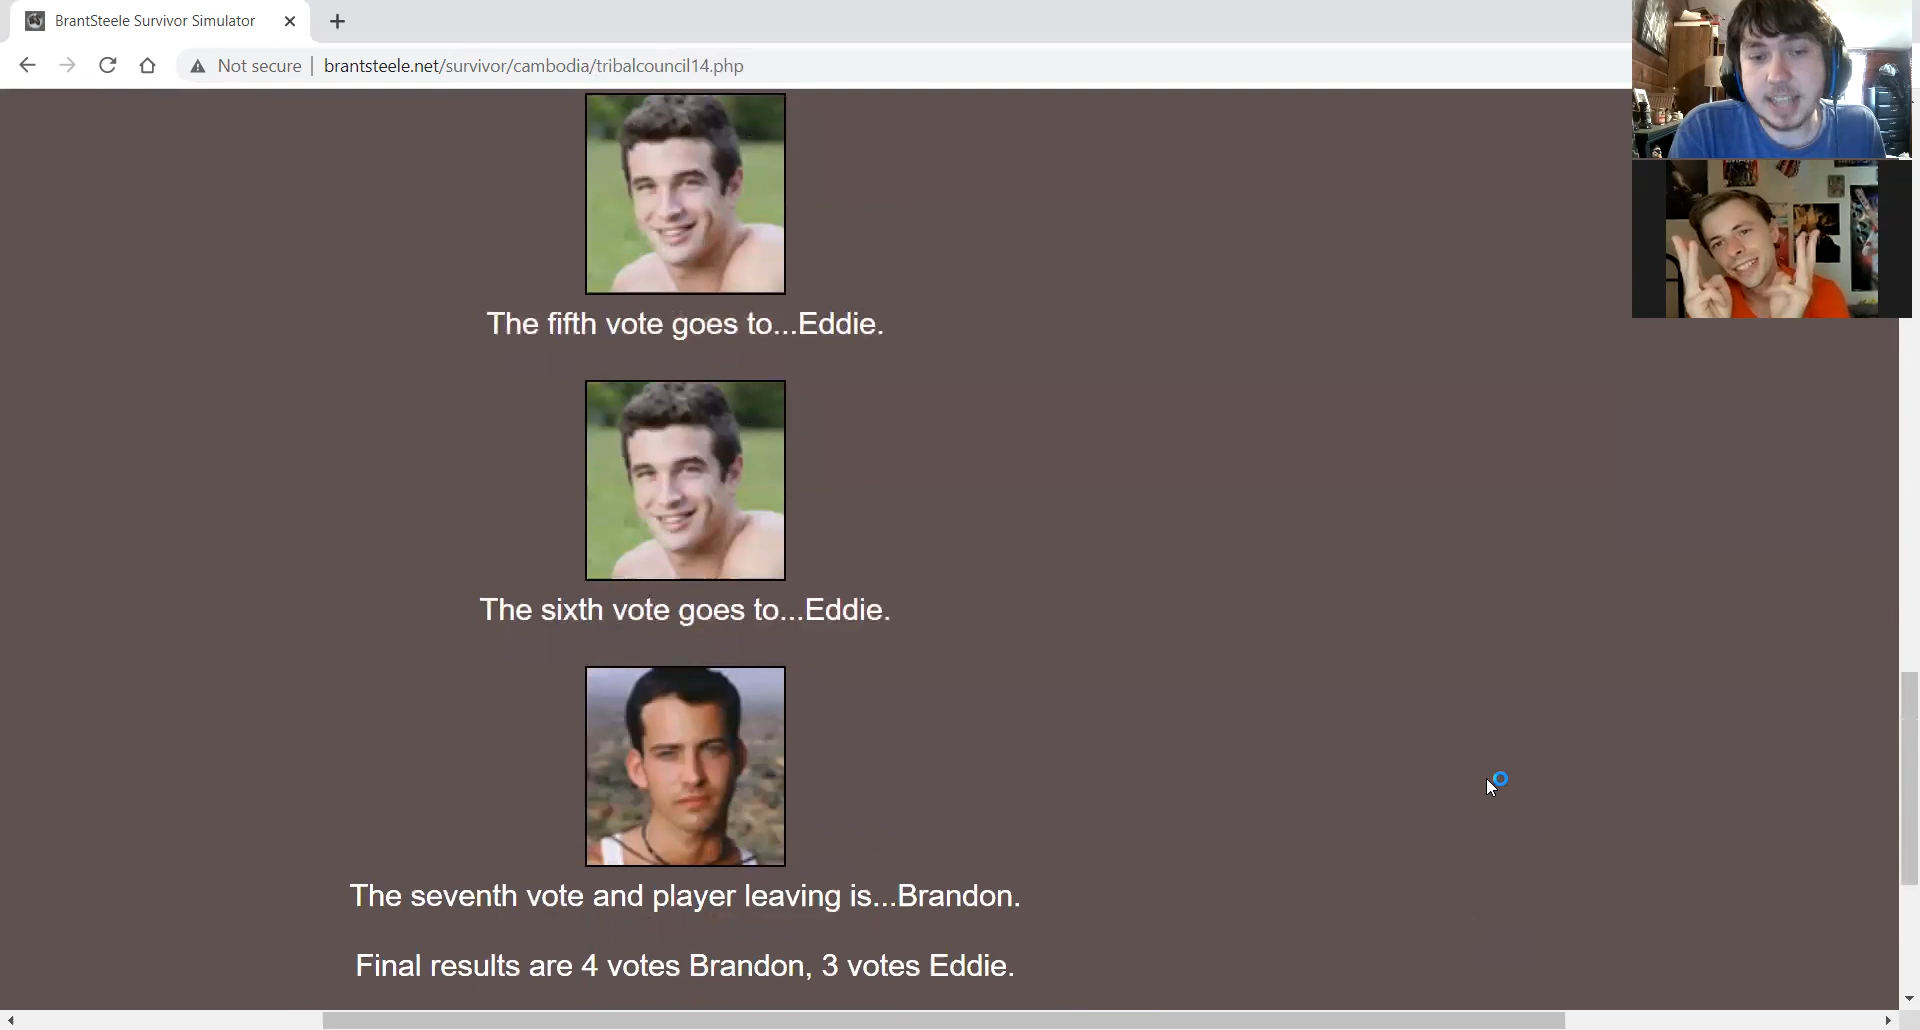 BrantSteele Survivor Simulator
Not secure | brantsteele.net/survivor/cambodia/tribalcouncil14.php
The fifth vote goes to...Eddie.
The sixth vote goes to...Eddie.
The seventh vote and player leaving is...Brandon.
Final results are 4 votes Brandon, 3 votes Eddie.